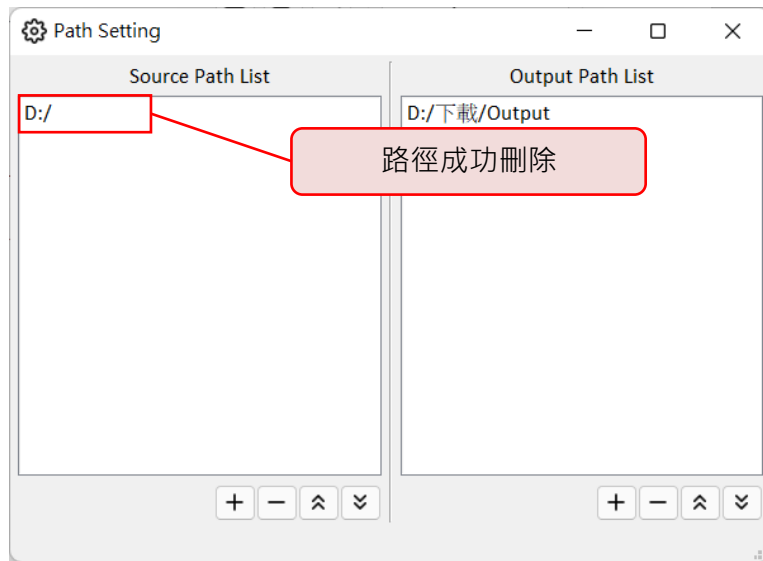 Path Setting
Source Path List
Output Path List
D:/
D:/下載/Output
路徑成功刪除